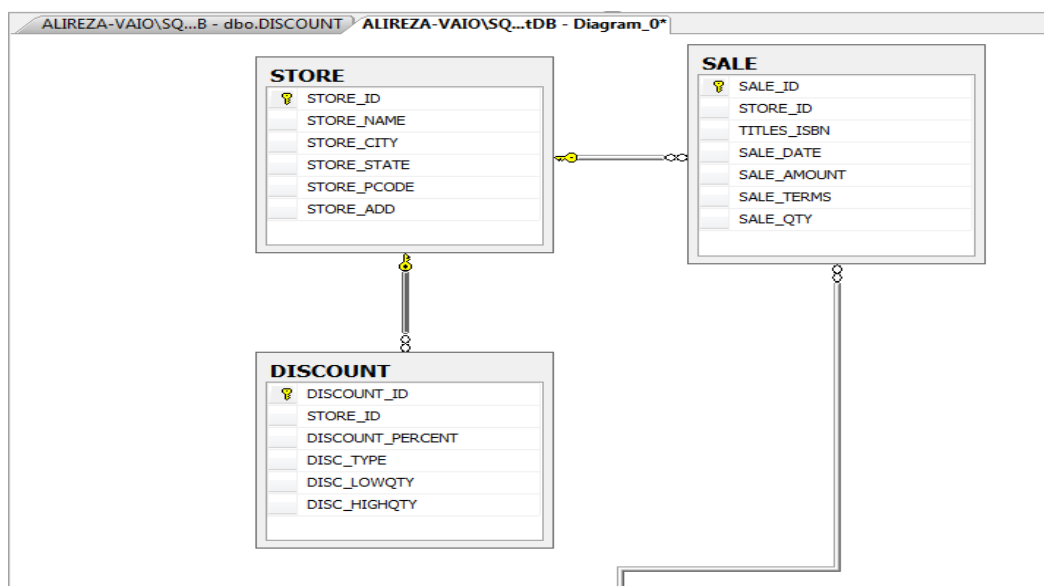 ALIREZA-VAIO\SQ...B - dbo.DISCOUNT ALIREZA-VAIO\SQ...tDB - Diagram_0*
STORE
STORE_ID
STORE_NAME
STORE_CITY
STORE_STATE
STORE_PCODE
STORE_ADD
SALE
SALE_ID
STORE_ID
TITLES_ISBN
SALE_DATE
SALE_AMOUNT
SALE_TERMS
SALE_QTY
DISCOUNT
DISCOUNT_ID
STORE_ID
DISCOUNT_PERCENT
DISC_TYPE
DISC_LOWQTY
DISC_HIGHQTY